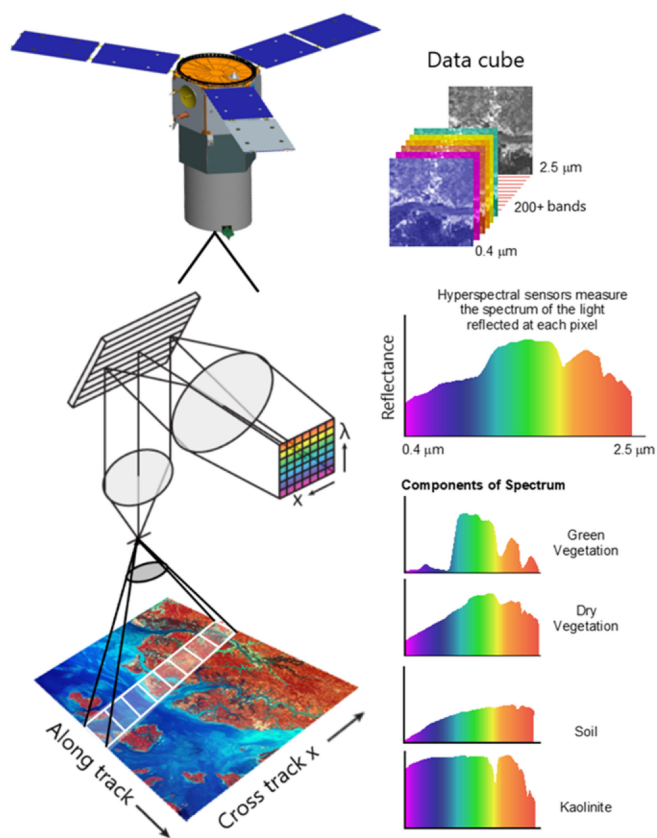 Data cube
2.5 μm
200+ bands
0.4 μm
Hyperspectral sensors measure
the spectrum of the light
reflected at each pixel
Reflectance
0.4 μm
2.5 μm
λ
x
Components of Spectrum
Green
Vegetation
Dry
Vegetation
Soil
Kaolinite
Along track
Cross track x